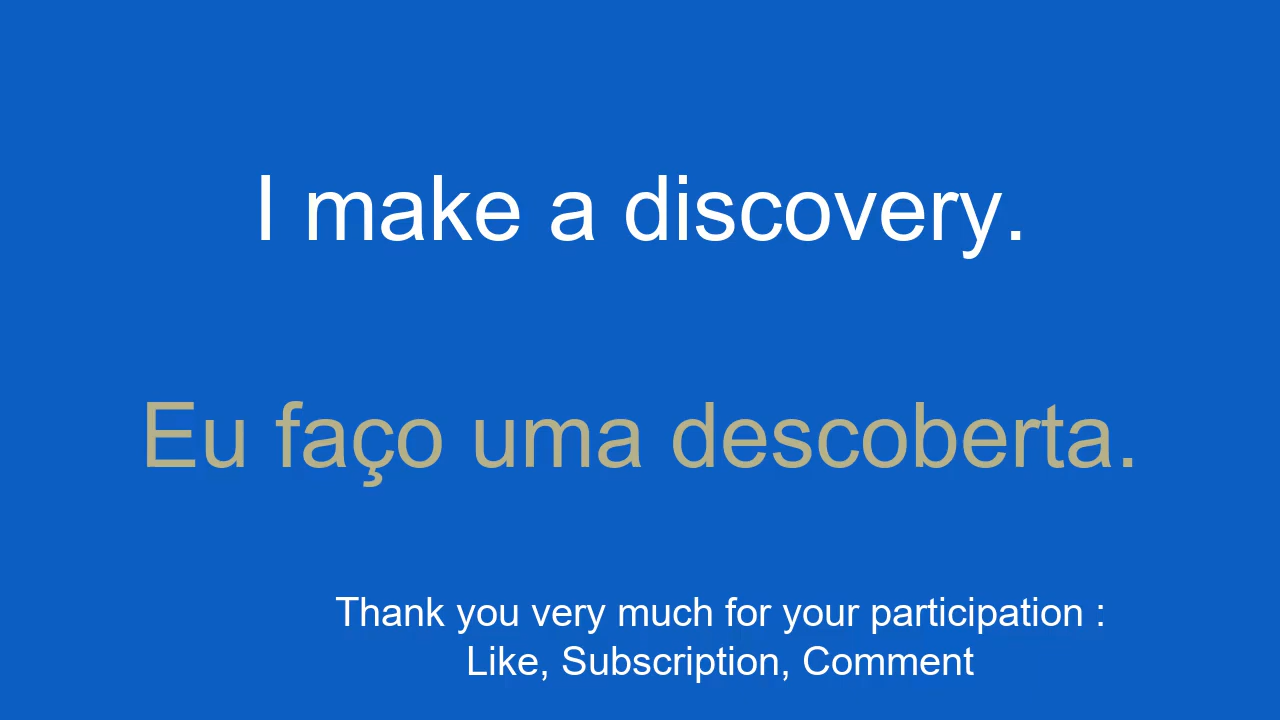 I make a discovery.
Eu faço uma descoberta.
Thank you very much for your participation :
Like, Subscription, Comment